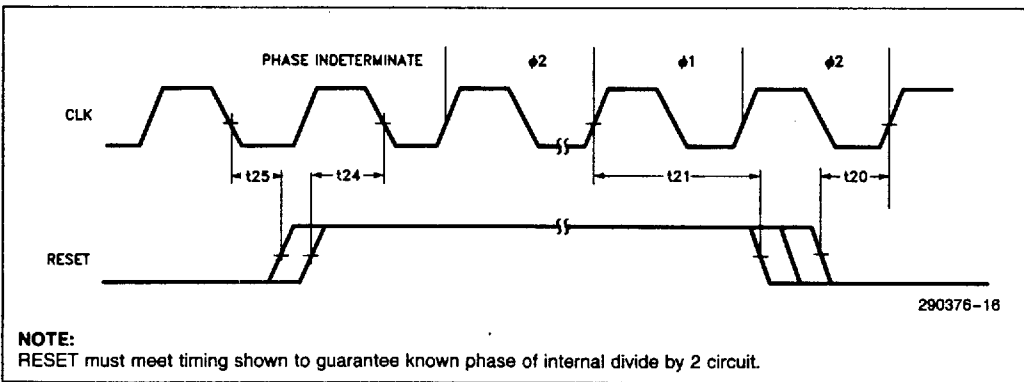 PHASE INDETERMINATE ϕ2 ϕ1 ϕ2
CLK
t25 t24 t21 t20
RESET
290376-16
NOTE:
RESET must meet timing shown to guarantee known phase of internal divide by 2 circuit.